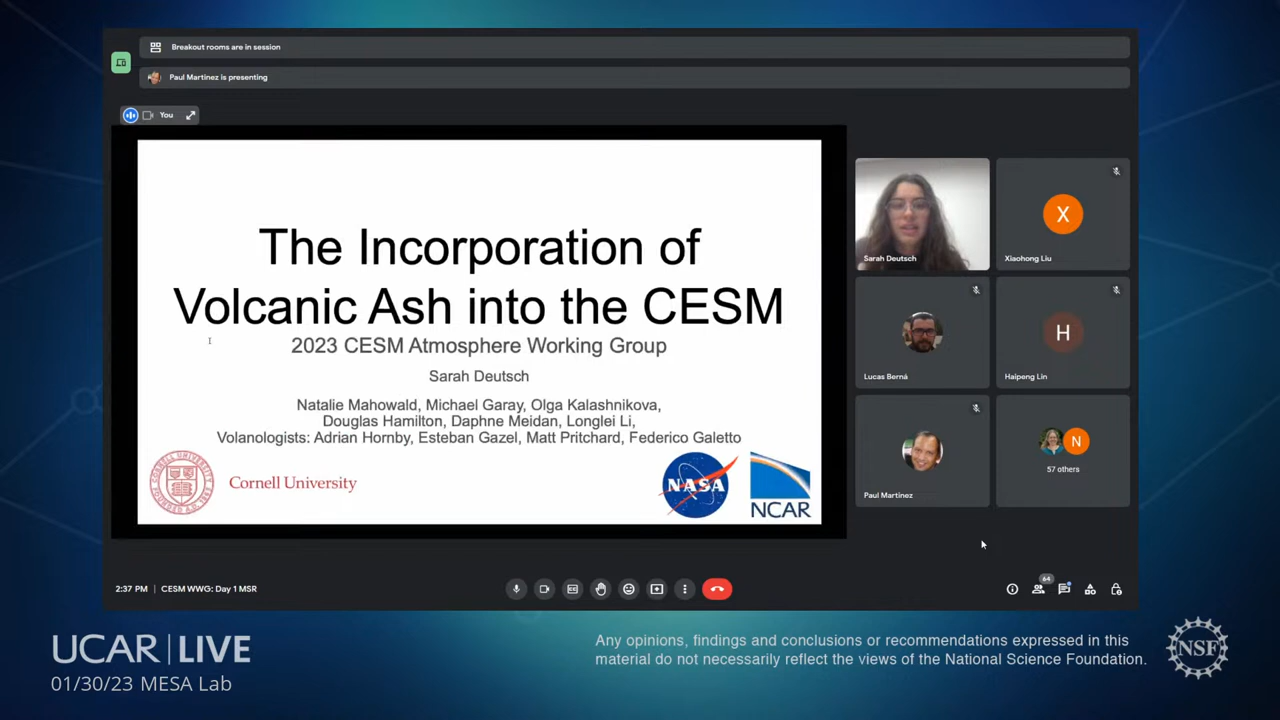 Breakout rooms are in session
Paul Martinez is presenting
You
The Incorporation of
Volcanic Ash into the CESM
2023 CESM Atmosphere Working Group
Sarah Deutsch
Natalie Mahowald, Michael Garay, Olga Kalashnikova,
Douglas Hamilton, Daphne Meidan, Longlei Li,
Volanologists: Adrian Hornby, Esteban Gazel, Matt Pritchard, Federico Galetto
Cornell University
NASA
NCAR
Sarah Deutsch
X
Xiaohong Liu
Lucas Berná
H
Haipeng Lin
Paul Martinez
N
57 others
2:37 PM | CESM WWG: Day 1 MSR
64
UCAR | LIVE
01/30/23 MESA Lab
Any opinions, findings and conclusions or recommendations expressed in this
material do not necessarily reflect the views of the National Science Foundation.
NSF